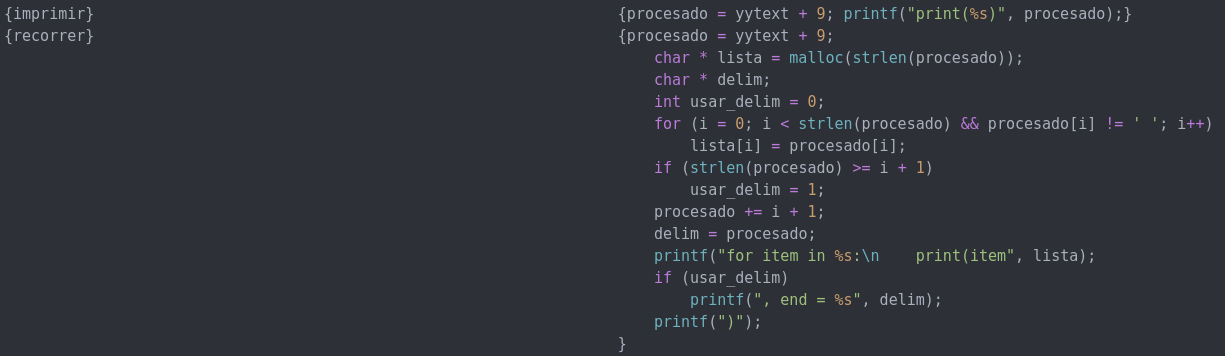 {imprimir}                                                          {procesado = yytext + 9; printf("print(%s)", procesado);}
{recorrer}                                                          {procesado = yytext + 9;
                                                                        char * lista = malloc(strlen(procesado));
                                                                        char * delim;
                                                                        int usar_delim = 0;
                                                                        for (i = 0; i < strlen(procesado) && procesado[i] != ' '; i++)
                                                                            lista[i] = procesado[i];
                                                                        if (strlen(procesado) >= i + 1)
                                                                            usar_delim = 1;
                                                                        procesado += i + 1;
                                                                        delim = procesado;
                                                                        printf("for item in %s:\n    print(item", lista);
                                                                        if (usar_delim)
                                                                            printf(", end = %s", delim);
                                                                        printf(")");
                                                                    }